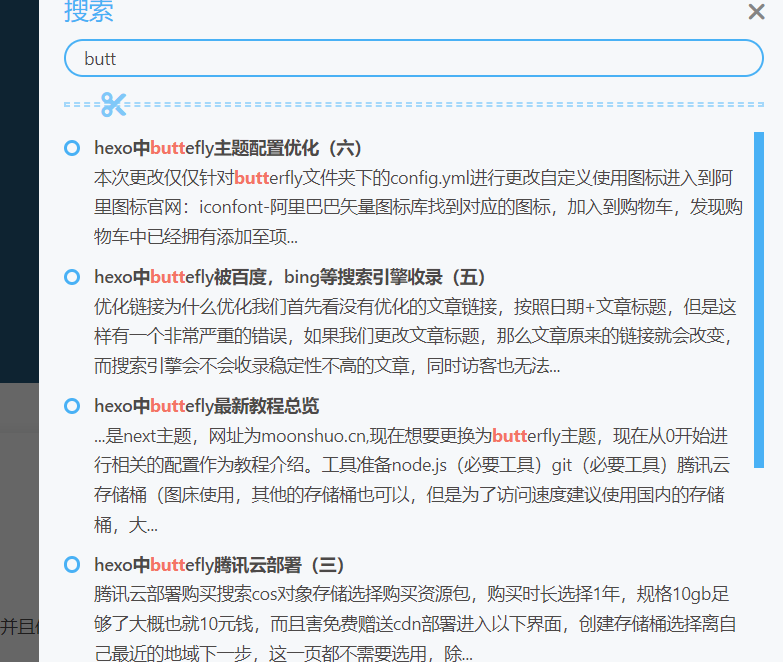 搜索
butt
hexo中buttefly主题配置优化（六）
本次更改仅仅针对butterfly文件夹下的config.yml进行更改自定义使用图标进入到阿
里图标官网：iconfont-阿里巴巴矢量图标库找到对应的图标，加入到购物车，发现购
物车中已经拥有添加至项...
hexo中buttefly被百度，bing等搜索引擎收录（五）
优化链接为什么优化我们首先看没有优化的文章链接，按照日期+文章标题，但是这
样有一个非常严重的错误，如果我们更改文章标题，那么文章原来的链接就会改变，
而搜索引擎会不会收录稳定性不高的文章，同时访客也无法...
hexo中buttefly最新教程总览
...是next主题，网址为moonshuo.cn,现在想要更换为butterfly主题，现在从0开始进
行相关的配置作为教程介绍。工具准备node.js（必要工具）git（必要工具）腾讯云
存储桶（图床使用，其他的存储桶也可以，但是为了访问速度建议使用国内的存储
桶，大...
hexo中buttefly腾讯云部署（三）
腾讯云部署购买搜索cos对象存储选择购买资源包，购买时长选择1年，规格10gb足
并且
够了大概也就10元钱，而且害免费赠送cdn部署进入以下界面，创建存储桶选择离自
己最近的地域下一步，这一页都不需要选用，除...